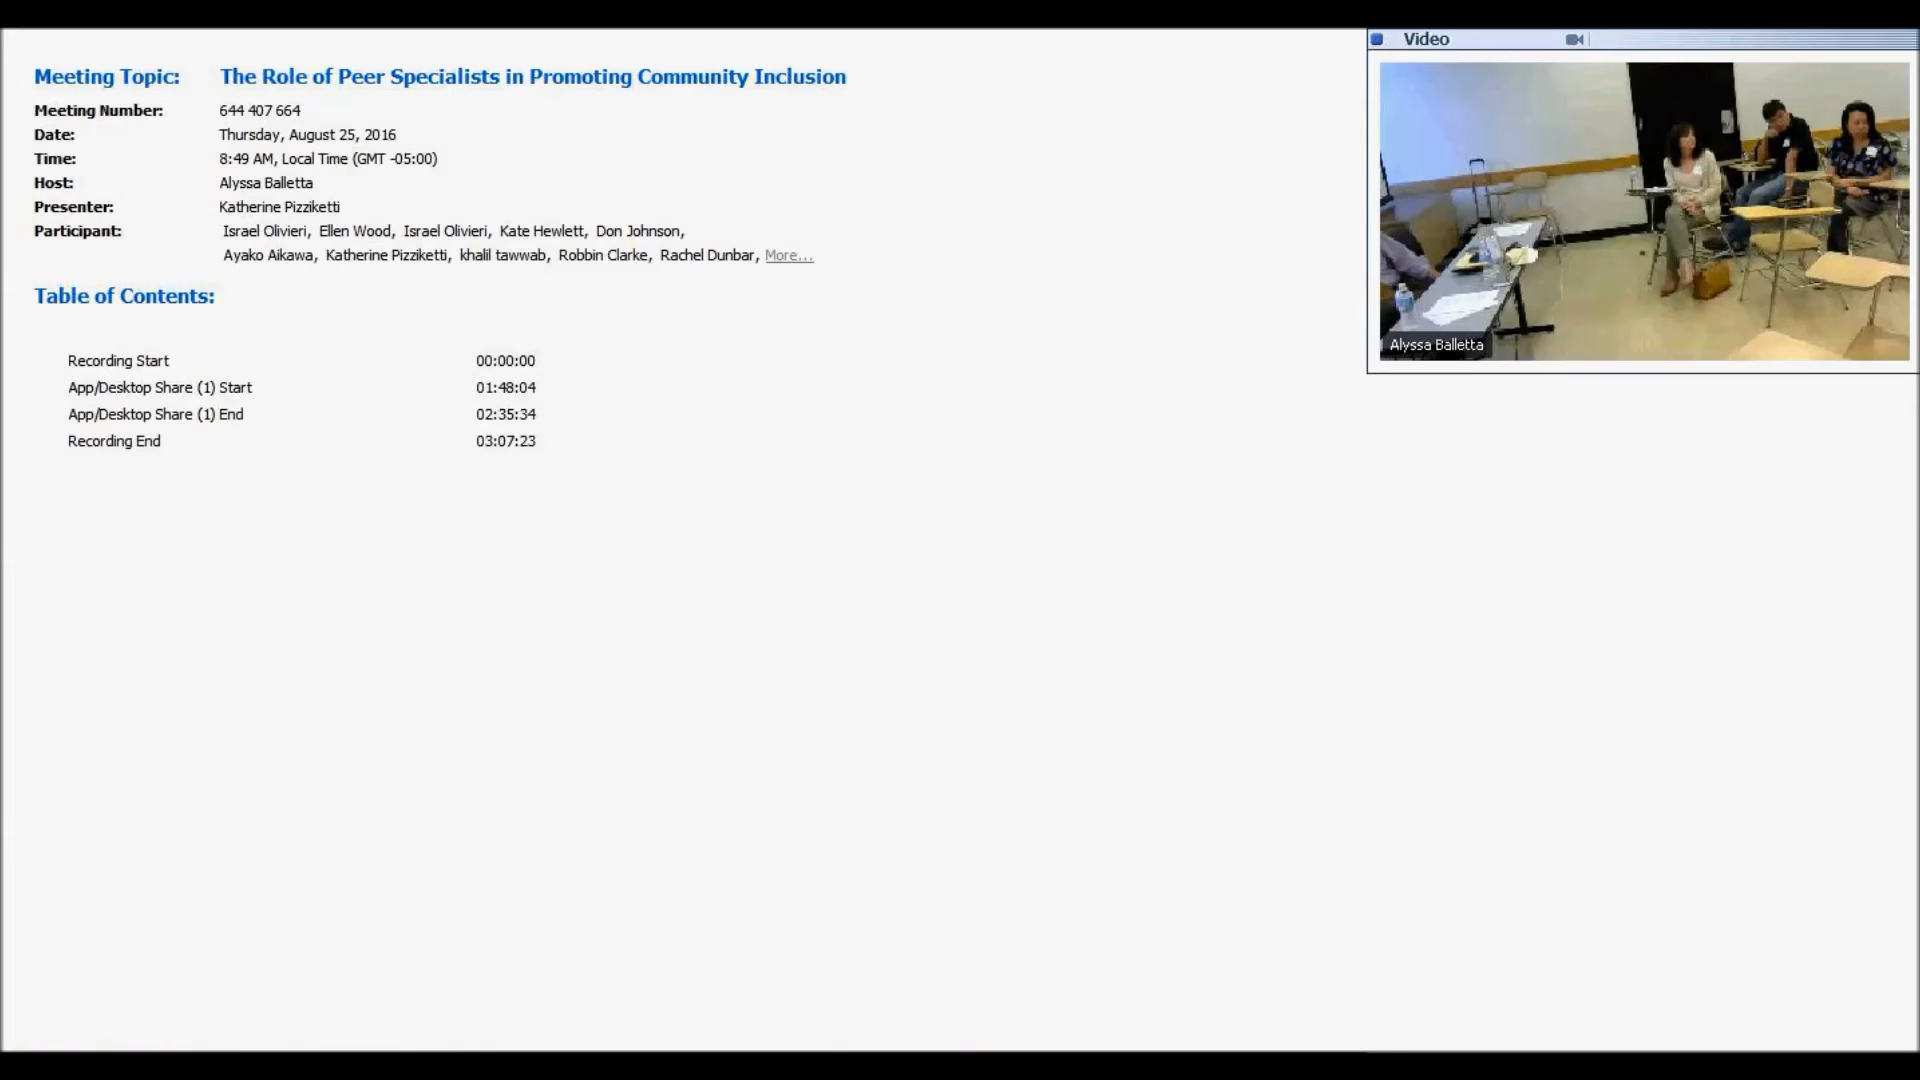 Meeting Topic: The Role of Peer Specialists in Promoting Community Inclusion
Meeting Number: 644 407 664
Date: Thursday, August 25, 2016
Time: 8:49 AM, Local Time (GMT -05:00)
Host: Alyssa Balletta
Presenter: Katherine Pizziketti
Participant: Israel Olivieri, Ellen Wood, Israel Olivieri, Kate Hewlett, Don Johnson,
Ayako Aikawa, Katherine Pizziketti, khalil tawwab, Robbin Clarke, Rachel Dunbar, More...
Table of Contents:
Recording Start 00:00:00
App/Desktop Share (1) Start 01:48:04
App/Desktop Share (1) End 02:35:34
Recording End 03:07:23
Video
Alyssa Balletta